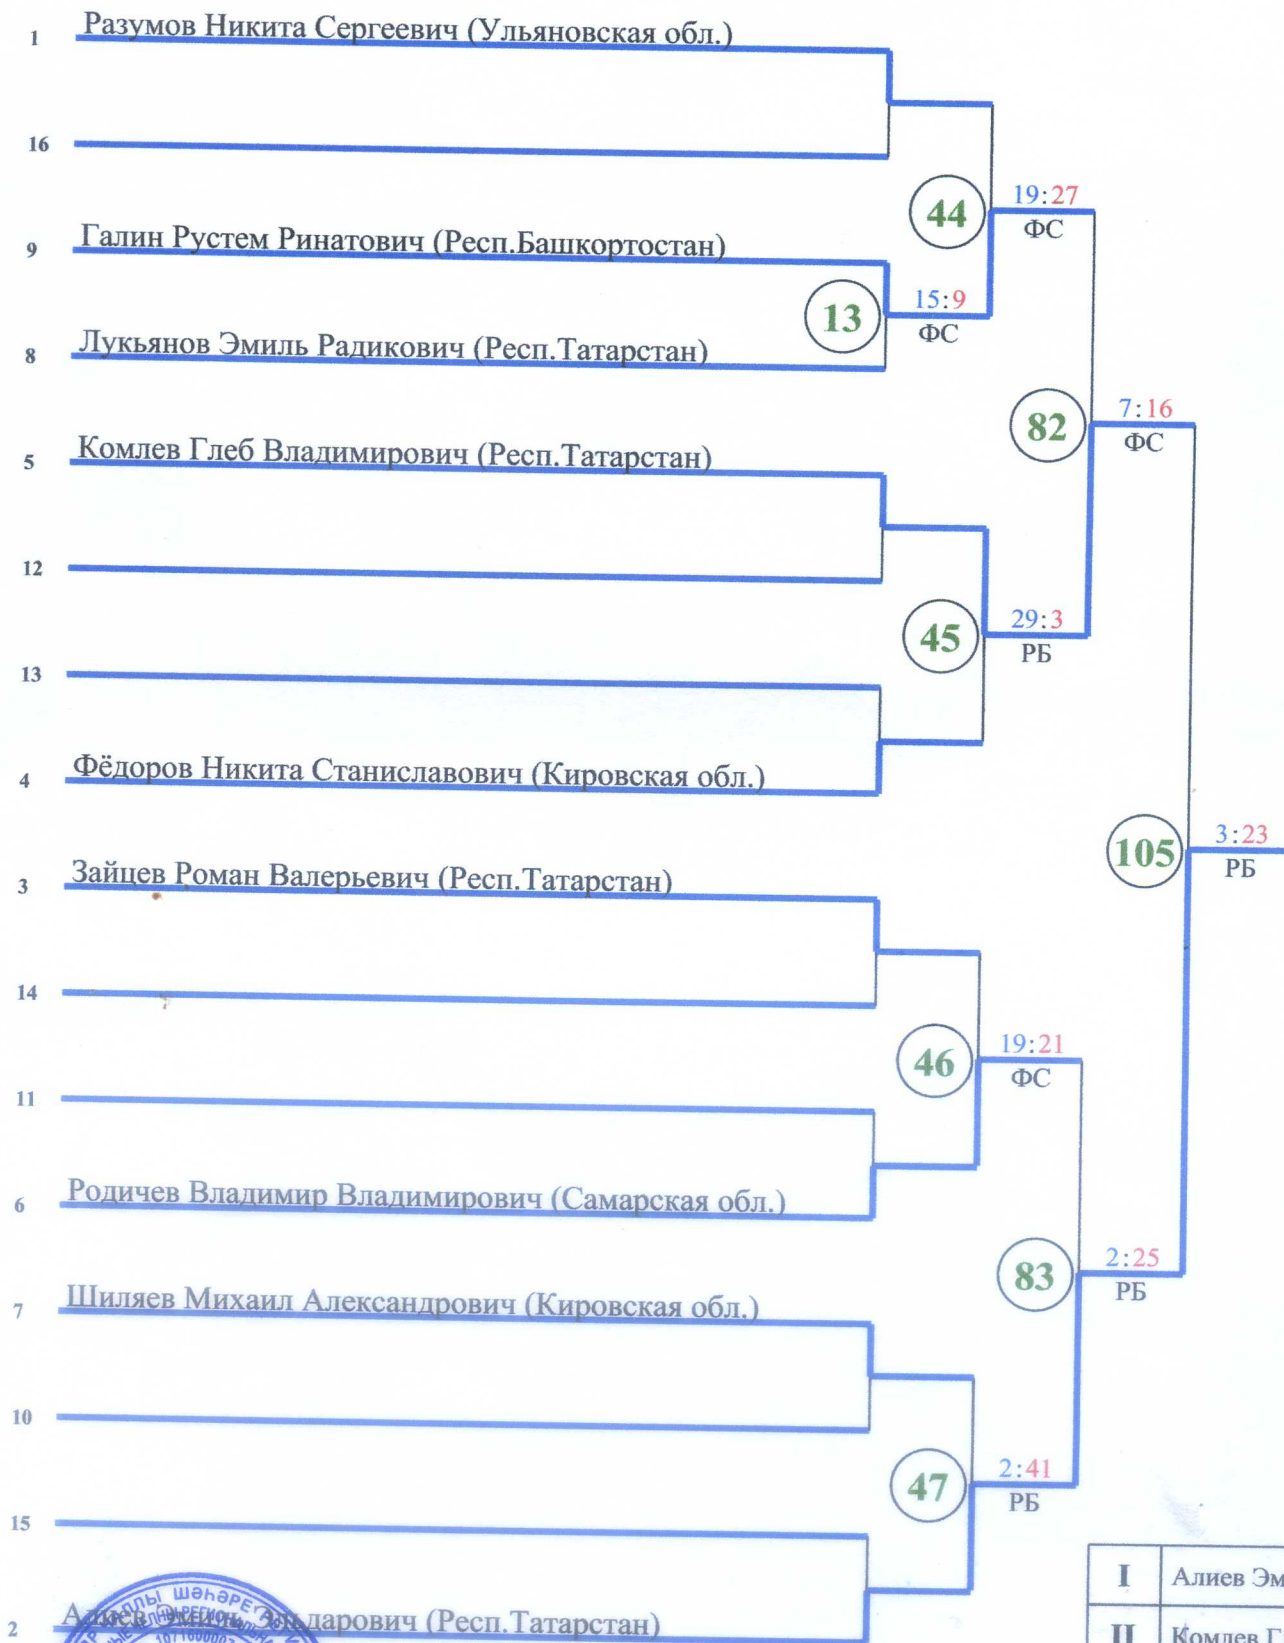 1 Разумов Никита Сергеевич (Ульяновская обл.)
16
44 19:27
ФС
9 Галин Рустем Ринатович (Респ.Башкортостан)
13 15:9
ФС
8 Лукьянов Эмиль Радикович (Респ.Татарстан)
82 7:16
ФС
5 Комлев Глеб Владимирович (Респ.Татарстан)
12
45 29:3
РБ
13
4 Фёдоров Никита Станиславович (Кировская обл.)
105 3:23
РБ
3 Зайцев Роман Валерьевич (Респ.Татарстан)
14
46 19:21
ФС
11
6 Родичев Владимир Владимирович (Самарская обл.)
83 2:25
РБ
7 Шиляев Михаил Александрович (Кировская обл.)
10
47 2:41
РБ
15
I Алиев Эм
2 Алиев Эмиль Эльдарович (Респ.Татарстан)
II Комлев Г
ШӘҺӘРЕ